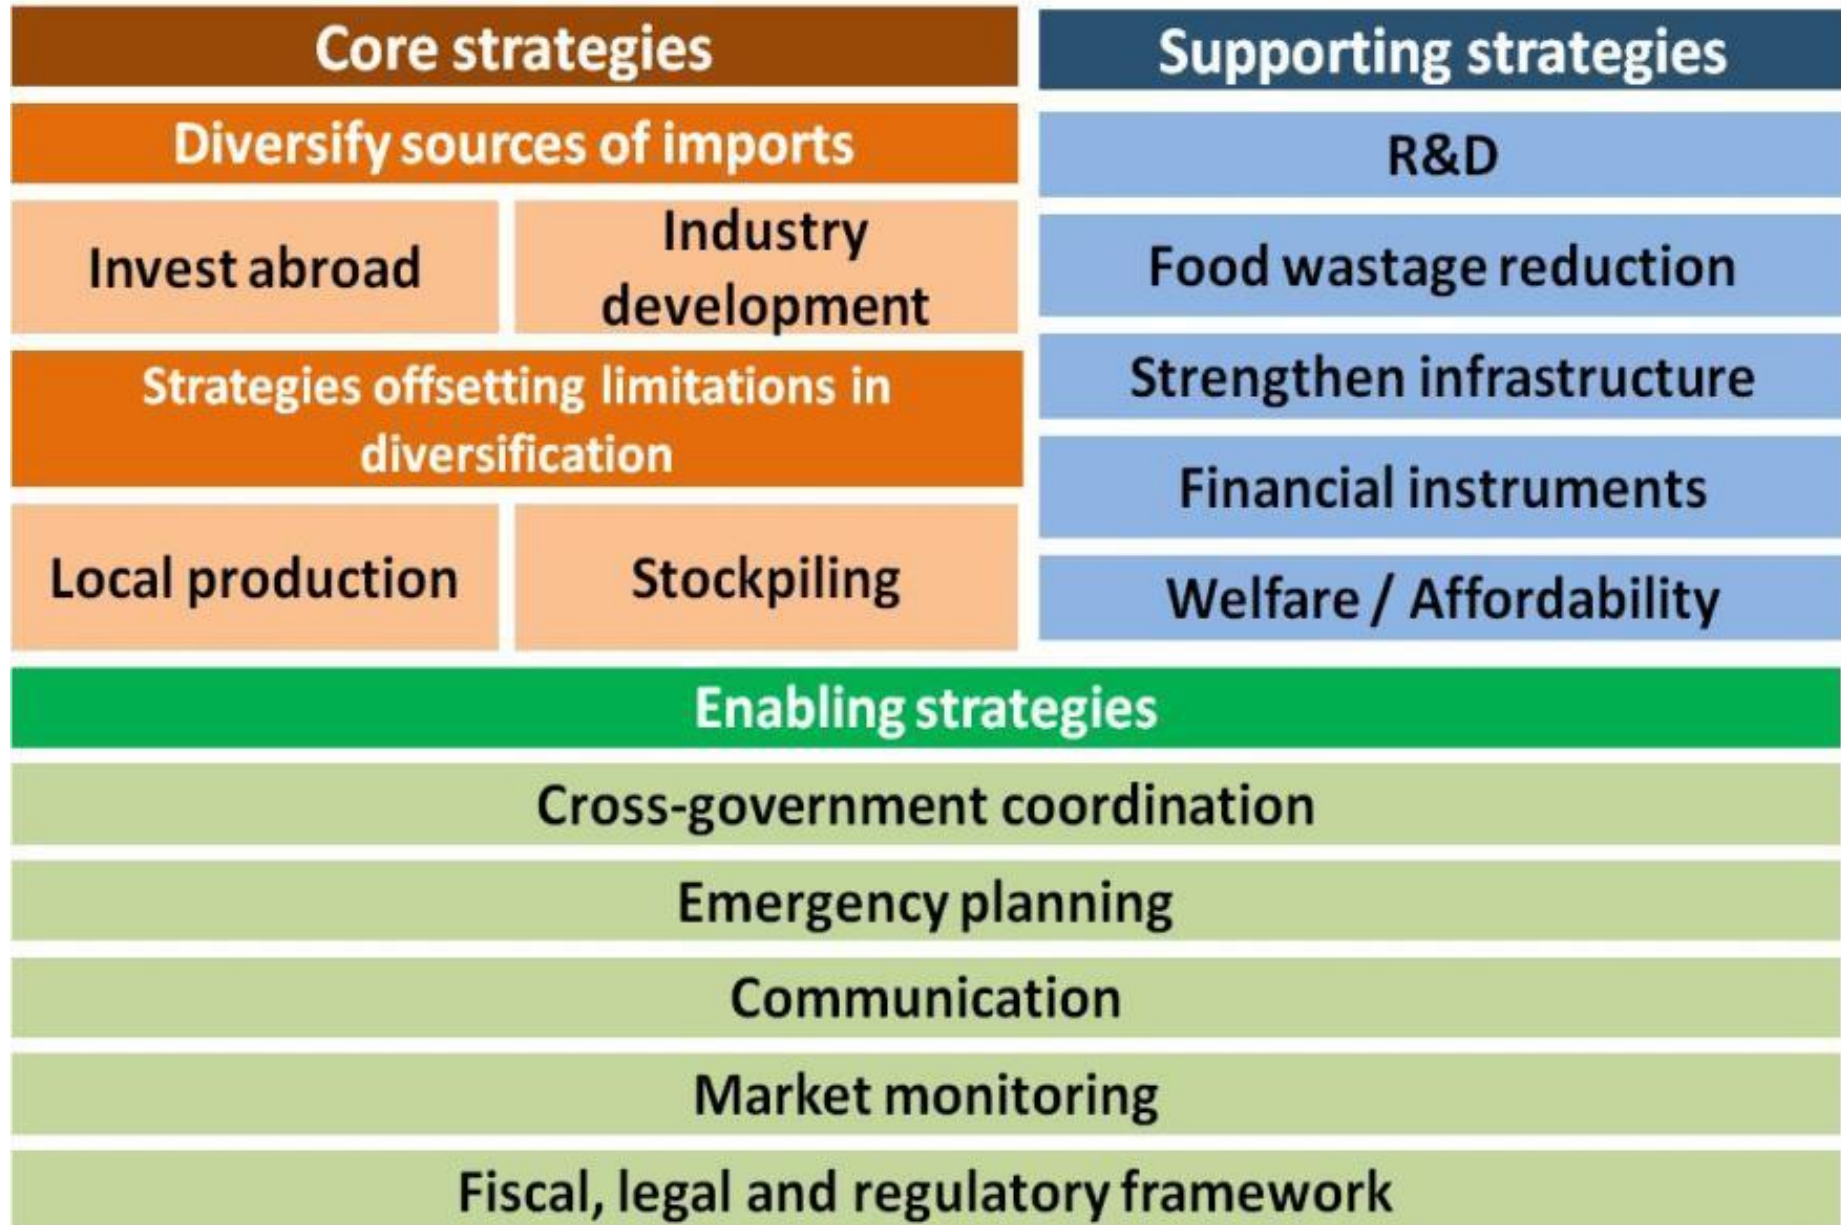 Core strategies
Diversify sources of imports
Invest abroad
Industry
development
Strategies offsetting limitations in
diversification
Local production
Stockpiling
Supporting strategies
R&D
Food wastage reduction
Strengthen infrastructure
Financial instruments
Welfare / Affordability
Enabling strategies
Cross-government coordination
Emergency planning
Communication
Market monitoring
Fiscal, legal and regulatory framework